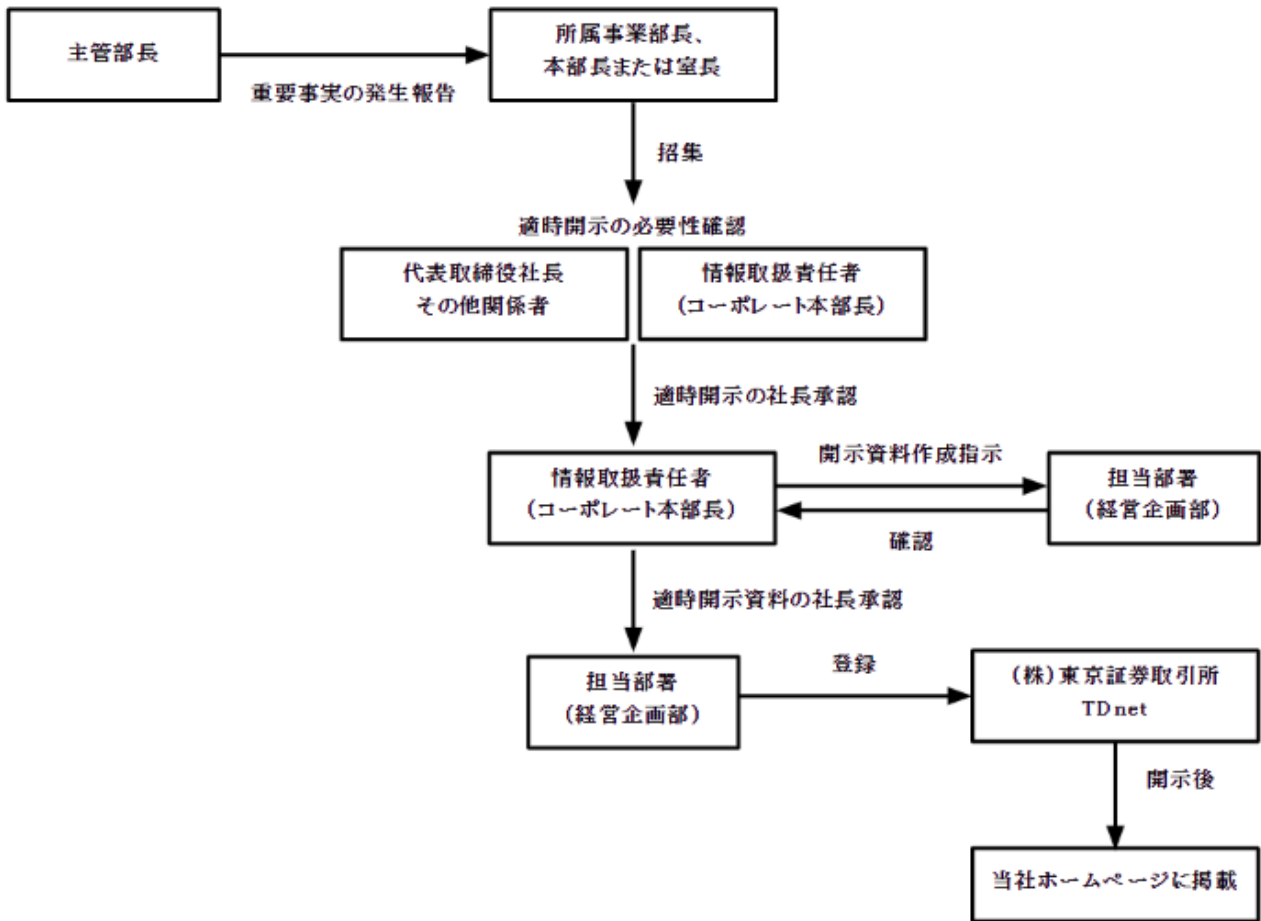 主管部長
重要事実の発生報告
所属事業部長、
本部長または室長
招集
適時開示の必要性確認
代表取締役社長
その他関係者
情報取扱責任者
(コーポレート本部長)
適時開示の社長承認
情報取扱責任者
(コーポレート本部長)
開示資料作成指示
担当部署
(経営企画部)
確認
適時開示資料の社長承認
担当部署
(経営企画部)
登録
(株)東京証券取引所
TDnet
開示後
当社ホームページに掲載